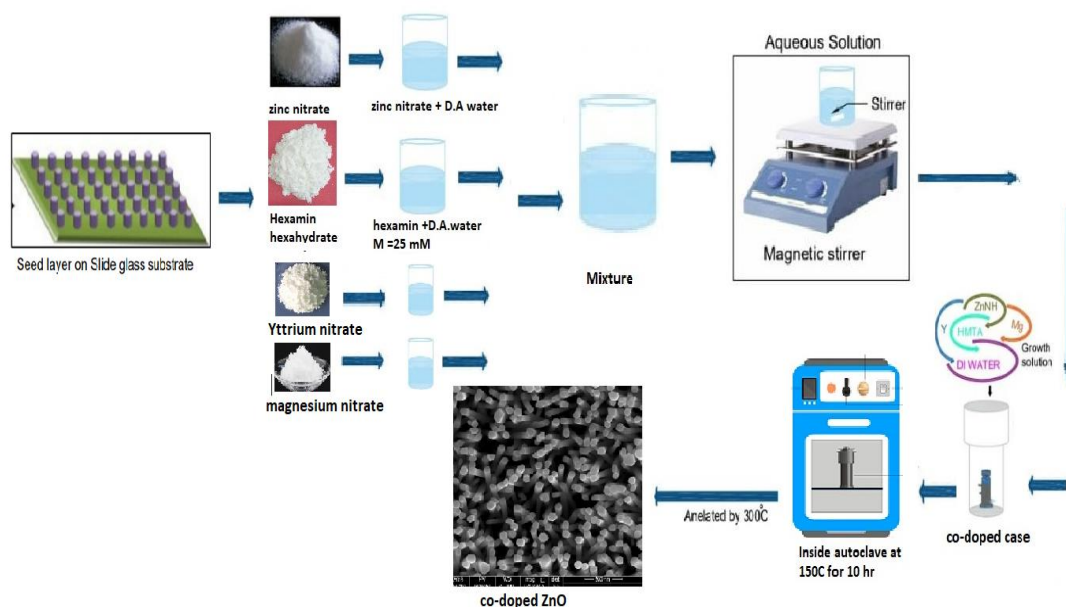 zinc nitrate
zinc nitrate + D.A water
Hexamin
hexahydrate
hexamin +D.A.water
M =25 mM
Seed layer on Slide glass substrate
Yttrium nitrate
magnesium nitrate
Mixture
Aqueous Solution
Stirrer
Magnetic stirrer
ZnNH
Y
HMTA
Mg
DI WATER
Growth
solution
co-doped case
Inside autoclave at
150C for 10 hr
Anelated by 300°C
co-doped ZnO